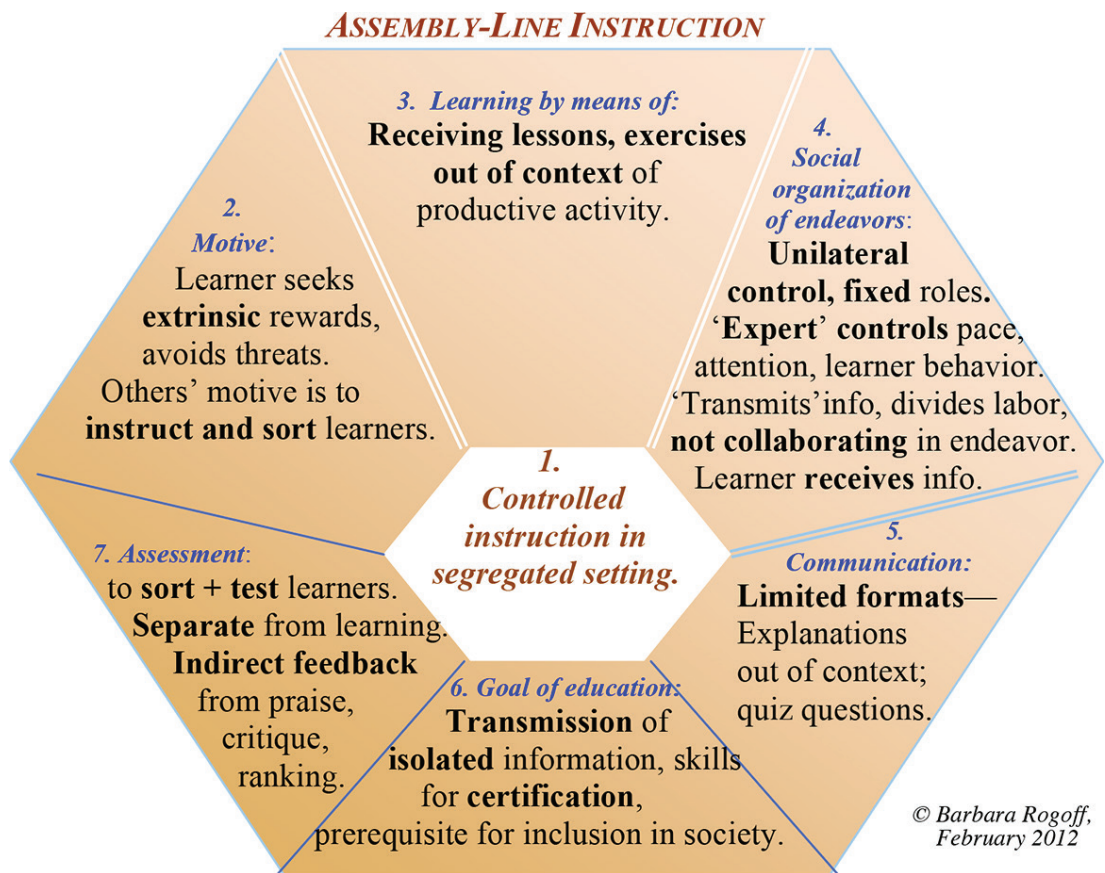 ASSEMBLY-LINE INSTRUCTION
1.
Controlled
instruction in
segregated setting.
2.
Motive:
Learner seeks
extrinsic rewards,
avoids threats.
Others’ motive is to
instruct and sort learners.
3. Learning by means of:
Receiving lessons, exercises
out of context of
productive activity.
4.
Social
organization
of endeavors:
Unilateral
control, fixed roles.
‘Expert’ controls pace,
attention, learner behavior.
‘Transmits’info, divides labor,
not collaborating in endeavor.
Learner receives info.
5.
Communication:
Limited formats—
Explanations
out of context;
quiz questions.
6. Goal of education:
Transmission of
isolated information, skills
for certification,
prerequisite for inclusion in society.
7. Assessment:
to sort + test learners.
Separate from learning.
Indirect feedback
from praise,
critique,
ranking.
© Barbara Rogoff,
February 2012